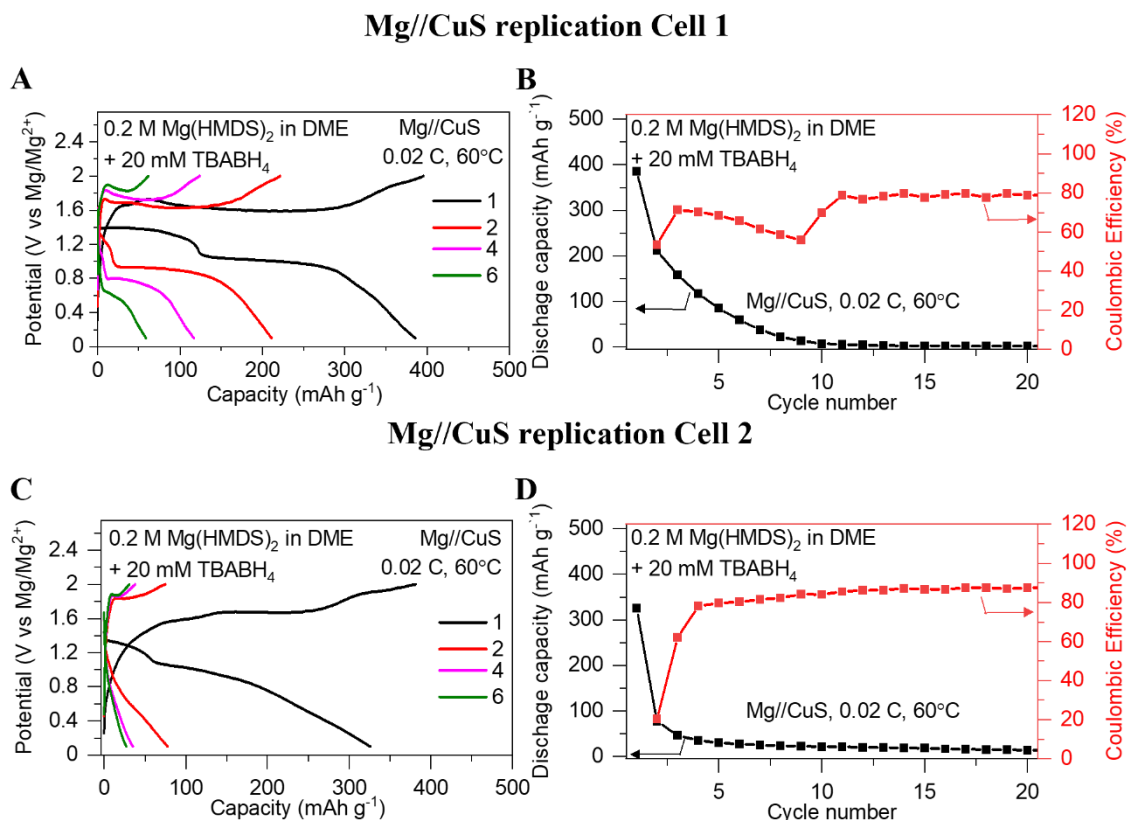 Mg//CuS replication Cell 1
A
0.2 M Mg(HMDS)₂ in DME
+ 20 mM TBABH₄
Mg//CuS
0.02 C, 60°C
1
2
4
6
2.4
2
1.6
1.2
0.8
0.4
0
0 100 200 300 400 500
Potential (V vs Mg/Mg²⁺)
Capacity (mAh g⁻¹)
B
0.2 M Mg(HMDS)₂ in DME
+ 20 mM TBABH₄
Mg//CuS, 0.02 C, 60°C
500
400
300
200
100
0
5 10 15 20
120
100
80
60
40
20
0
Dischage capacity (mAh g⁻¹)
Cycle number
Coulombic Efficiency (%)
Mg//CuS replication Cell 2
C
0.2 M Mg(HMDS)₂ in DME
+ 20 mM TBABH₄
Mg//CuS
0.02 C, 60°C
1
2
4
6
2.4
2
1.6
1.2
0.8
0.4
0
0 100 200 300 400 500
Potential (V vs Mg/Mg²⁺)
Capacity (mAh g⁻¹)
D
0.2 M Mg(HMDS)₂ in DME
+ 20 mM TBABH₄
Mg//CuS, 0.02 C, 60°C
500
400
300
200
100
0
5 10 15 20
120
100
80
60
40
20
0
Dischage capacity (mAh g⁻¹)
Cycle number
Coulombic Efficiency (%)